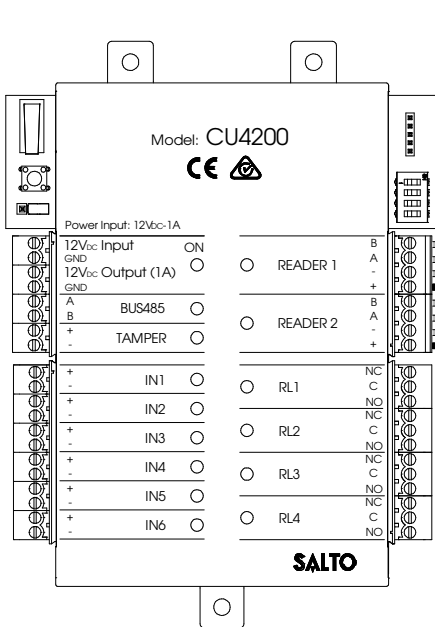 Model: CU4200
CE
Power Input: 12VDC-1A
12VDC Input ON
GND
12VDC Output (1A)
GND
A
B
BUS485
+
-
TAMPER
+
-
IN1
+
-
IN2
+
-
IN3
+
-
IN4
+
-
IN5
+
-
IN6
READER 1
B
A
-
+
READER 2
B
A
-
+
RL1
NC
C
NO
RL2
NC
C
NO
RL3
NC
C
NO
RL4
NC
C
NO
SALTO